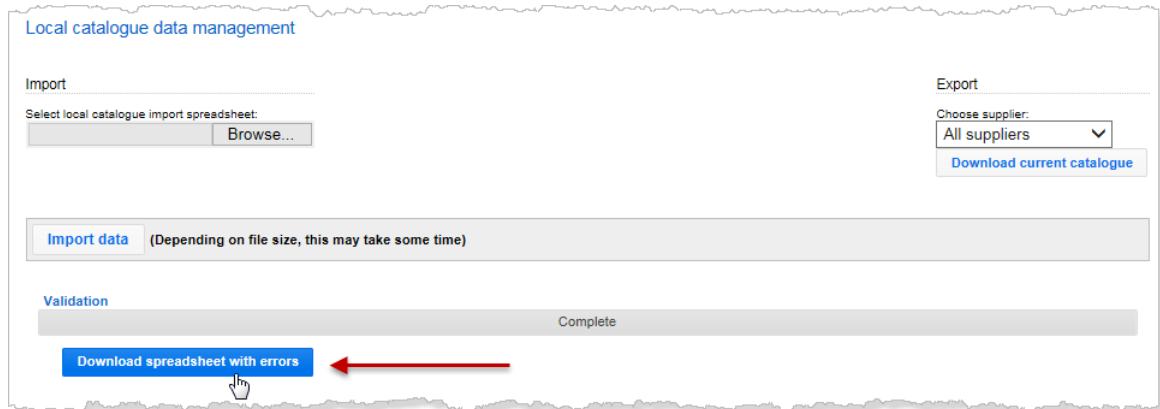 Local catalogue data management
Import
Export
Select local catalogue import spreadsheet:
Choose supplier:
Browse...
All suppliers
Download current catalogue
Import data (Depending on file size, this may take some time)
Validation
Complete
Download spreadsheet with errors